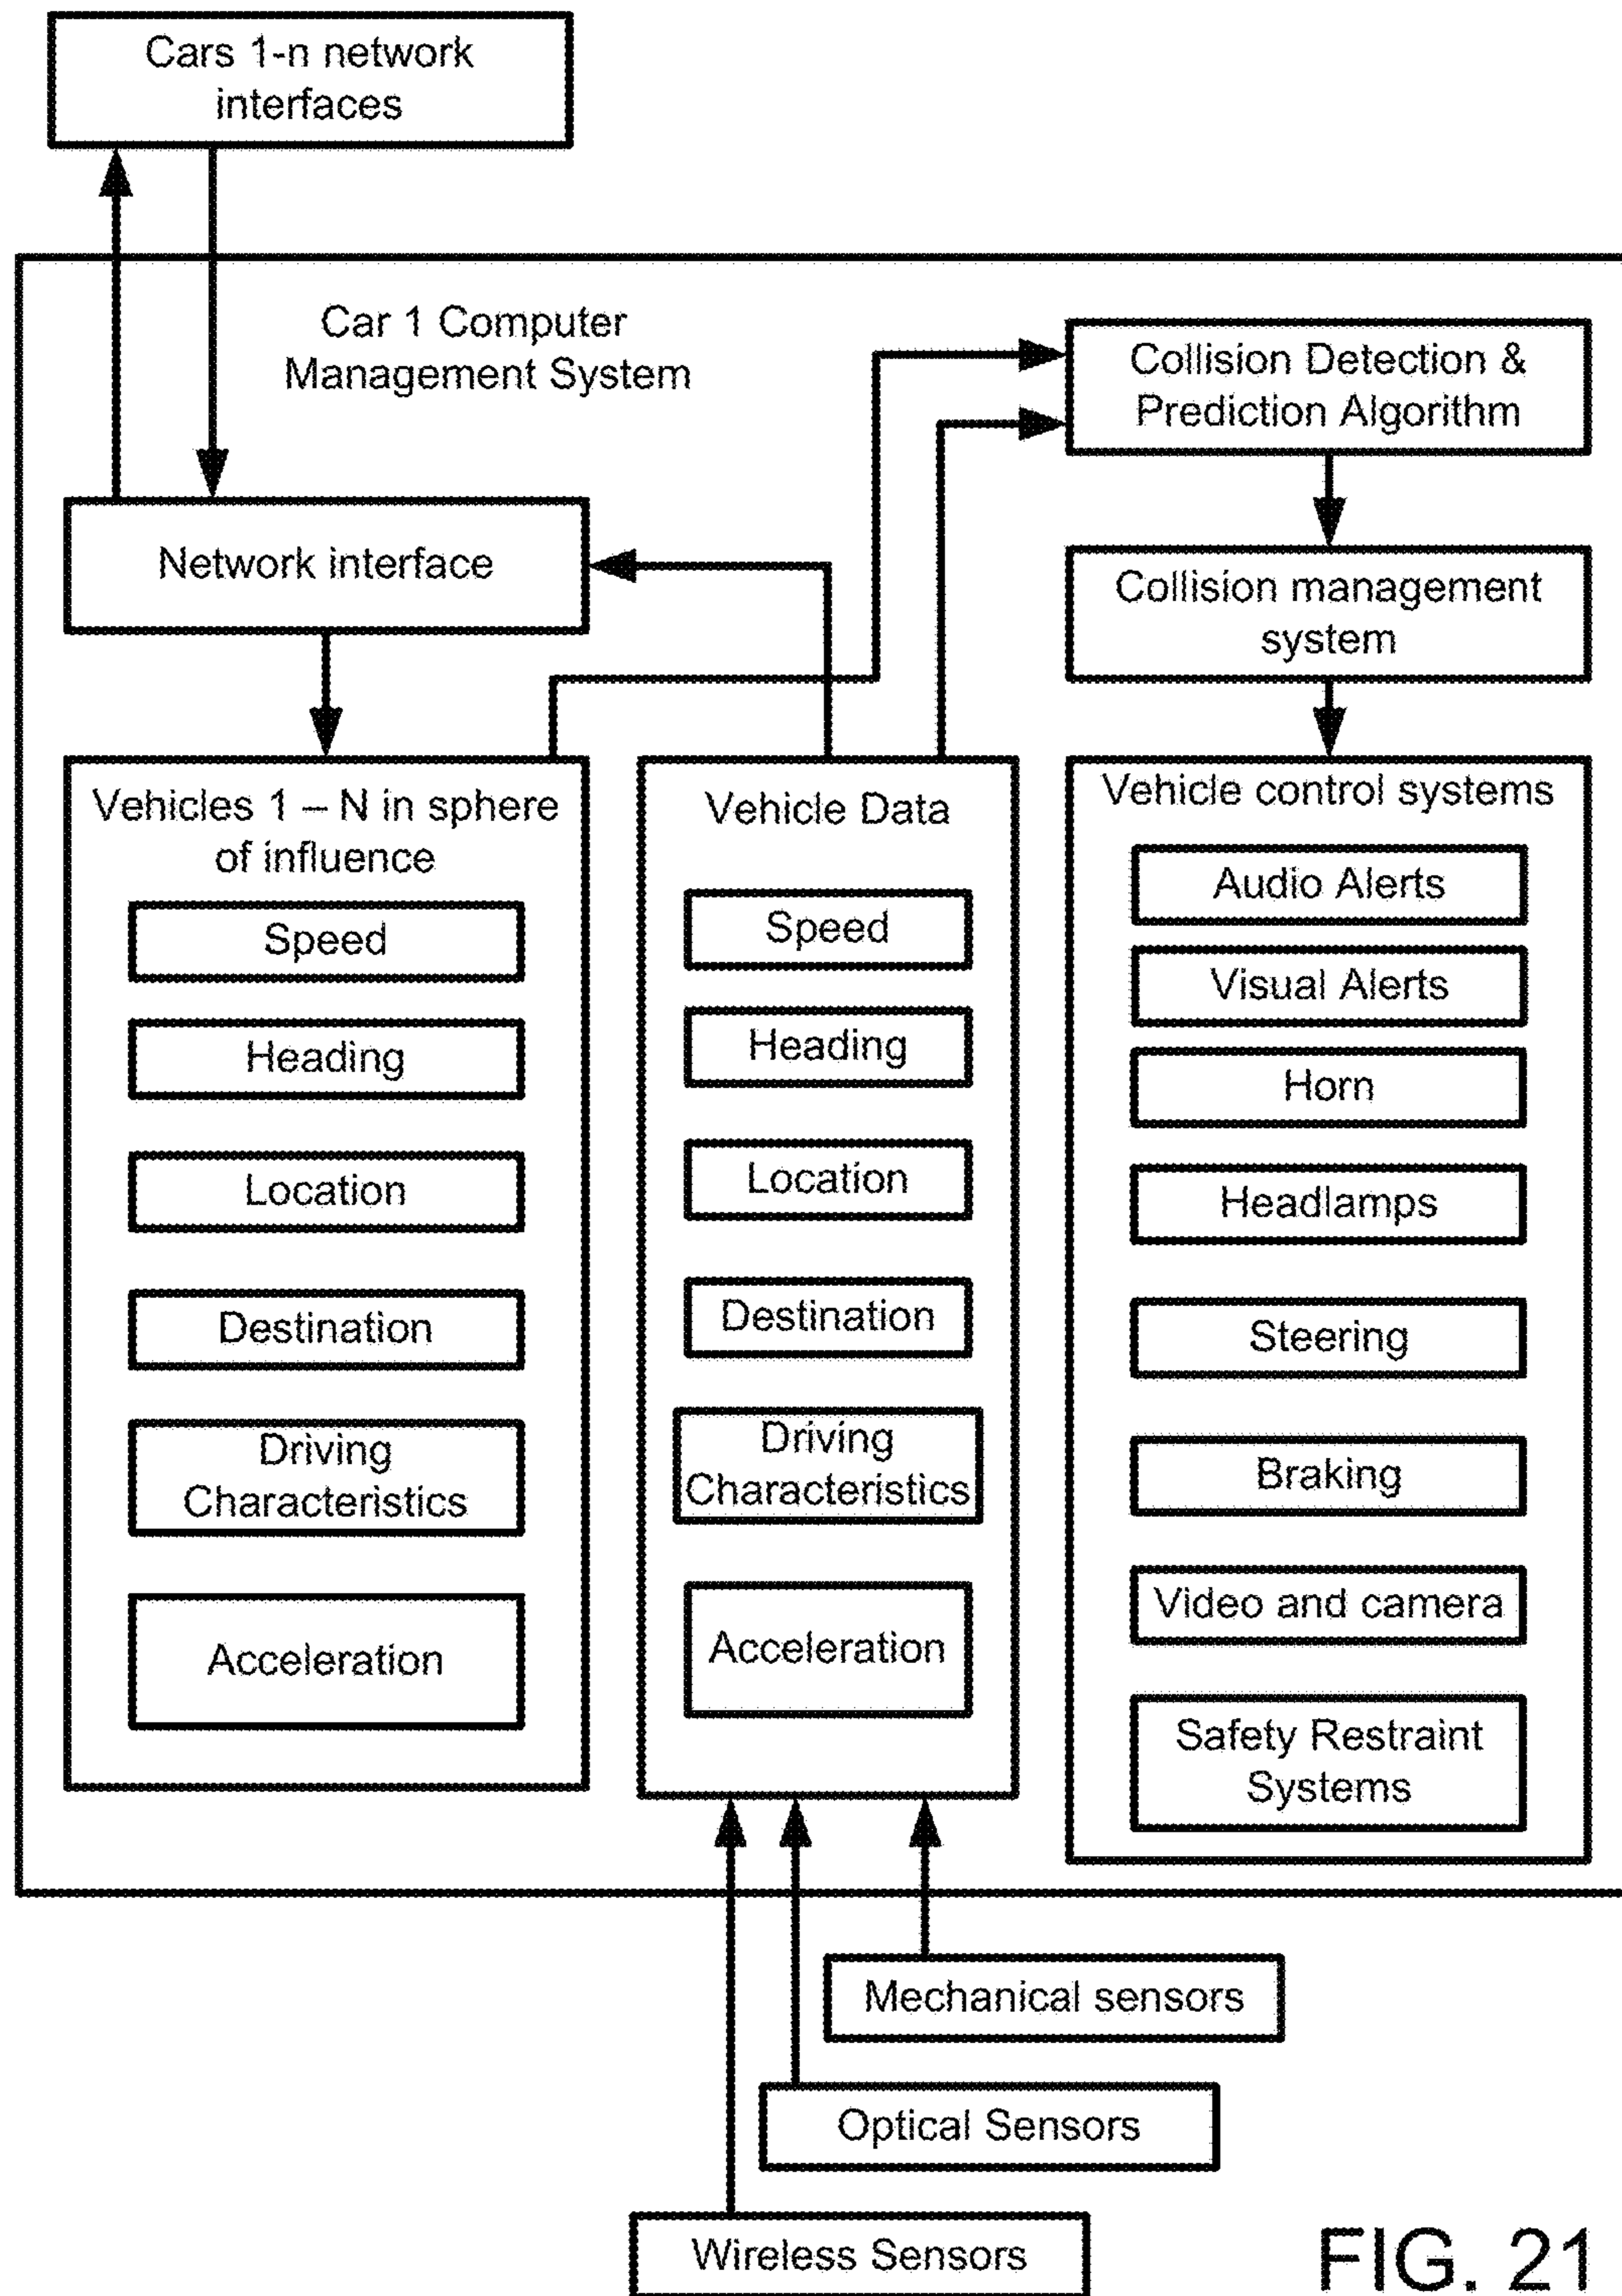 Cars 1-n network
interfaces
Car 1 Computer
Management System
Collision Detection &
Prediction Algorithm
Network interface
Collision management
system
Vehicles 1 – N in sphere
of influence
Speed
Heading
Location
Destination
Driving
Characteristics
Acceleration
Vehicle Data
Speed
Heading
Location
Destination
Driving
Characteristics
Acceleration
Vehicle control systems
Audio Alerts
Visual Alerts
Horn
Headlamps
Steering
Braking
Video and camera
Safety Restraint
Systems
Mechanical sensors
Optical Sensors
Wireless Sensors
FIG. 21